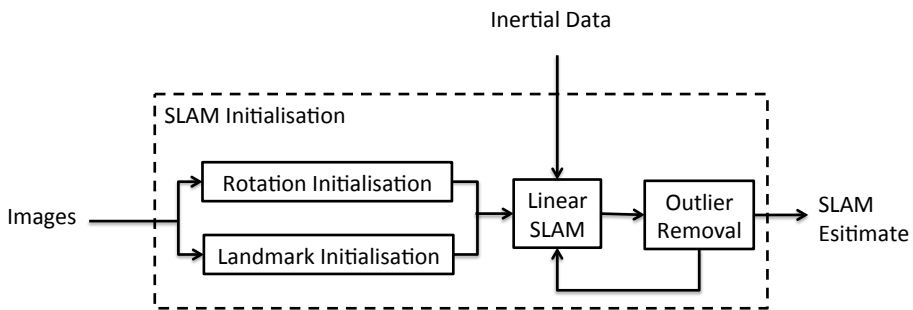 Inertial Data
SLAM Initialisation
Rotation Initialisation
Images
Landmark Initialisation
Linear
SLAM
Outlier
Removal
SLAM
Esitimate